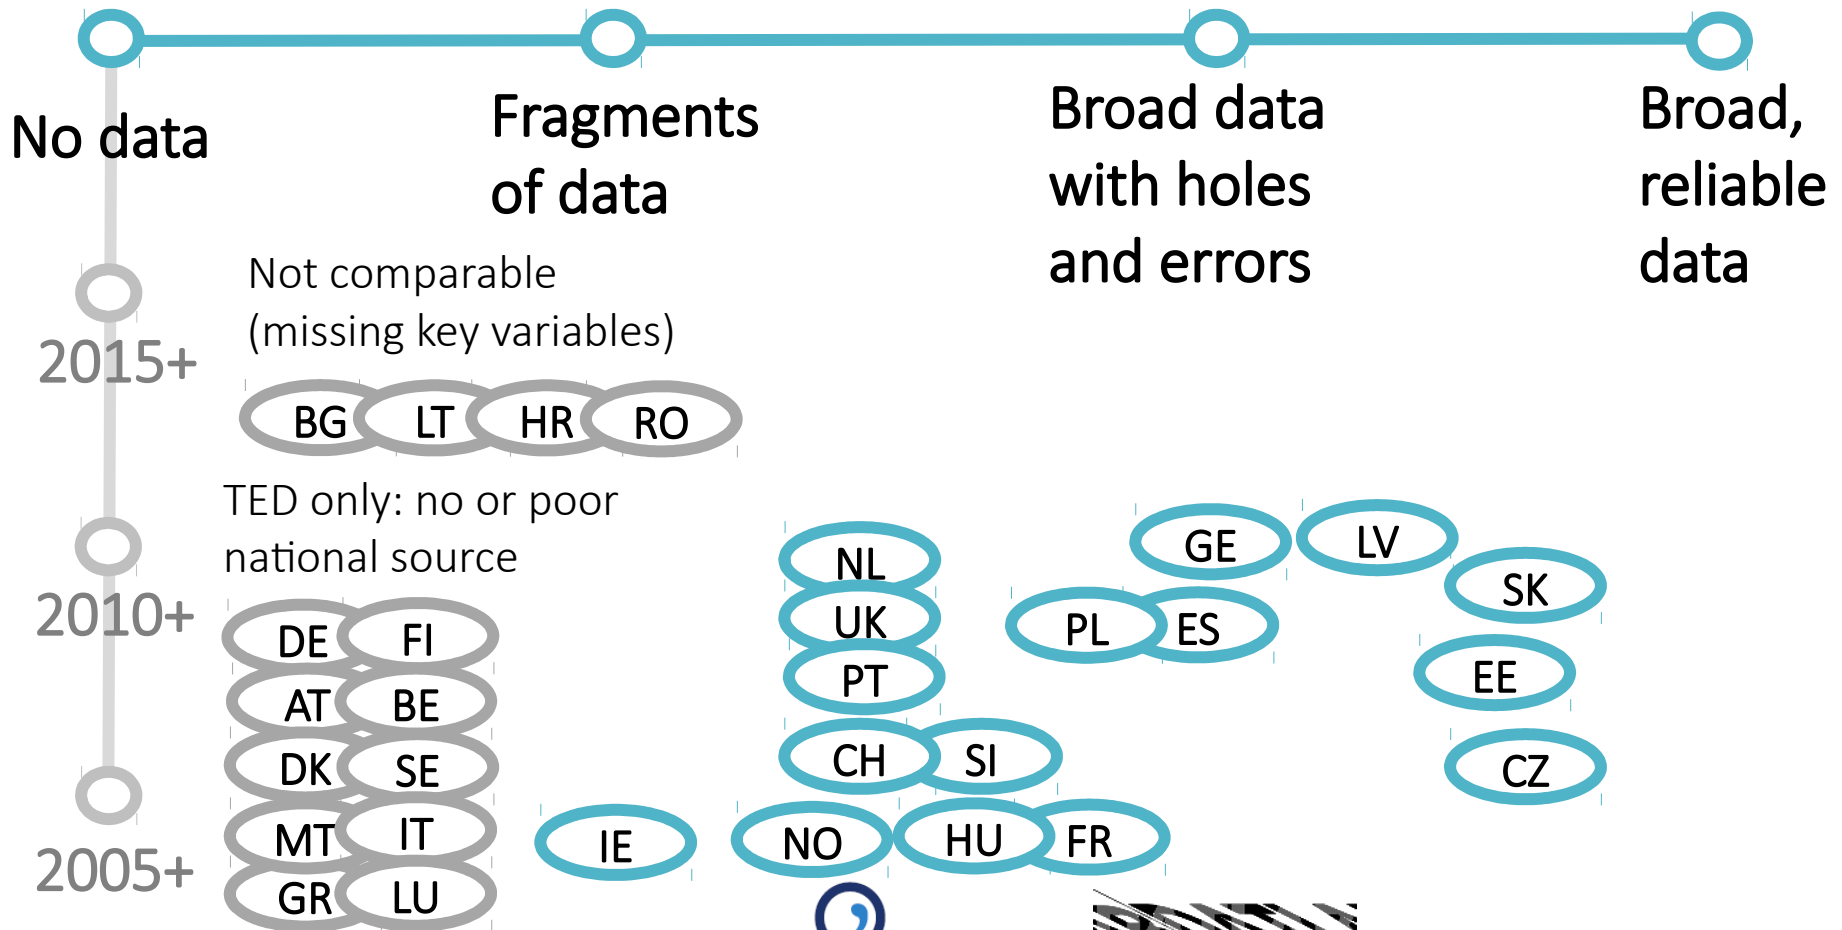 No data
Fragments
of data
Broad data
with holes
and errors
Broad,
reliable
data
Not comparable
(missing key variables)
2015+
BG LT HR RO
TED only: no or poor
national source
2010+
NL
GE LV
SK
UK
PL ES
DE FI
PT
EE
AT BE
CH SI
CZ
DK SE
2005+
MT IT
IE
NO HU FR
GR LU